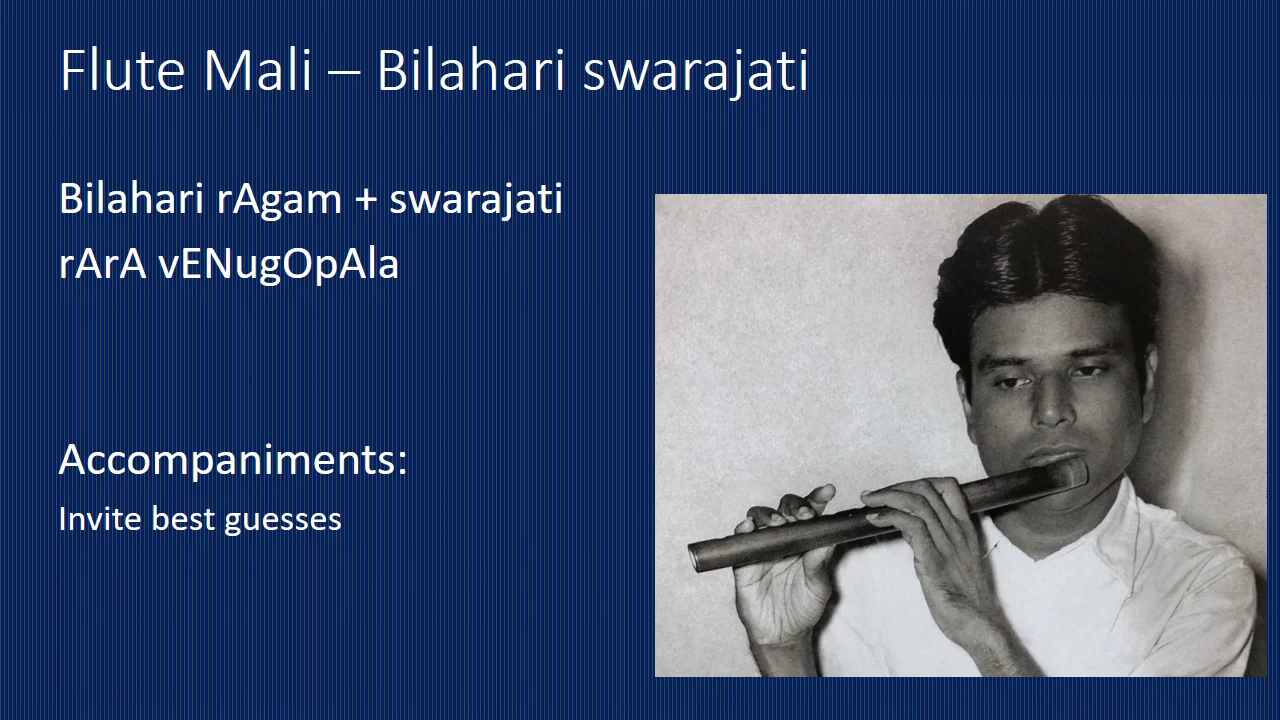 Flute Mali – Bilahari swarajati
Bilahari rAgam + swarajati
rArA vENugOpAla
Accompaniments:
Invite best guesses